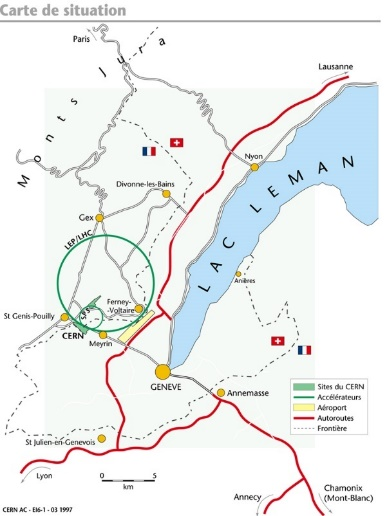 Carte de situation
Paris
Monts Jura
Lausanne
Nyon
Divonne-les-Bains
LAC LEMAN
Gex
LEP/LHC
Anières
Ferney-
Voltaire
St Genis-Pouilly
SPS
CERN
Meyrin
GENEVE
Annemasse
Sites du CERN
Accélérateurs
Aéroport
Autoroutes
Frontière
St Julien-en-Genevois
Lyon
0 5
km
Annecy
Chamonix
(Mont-Blanc)
CERN AC - EI6-1 - 03 1997